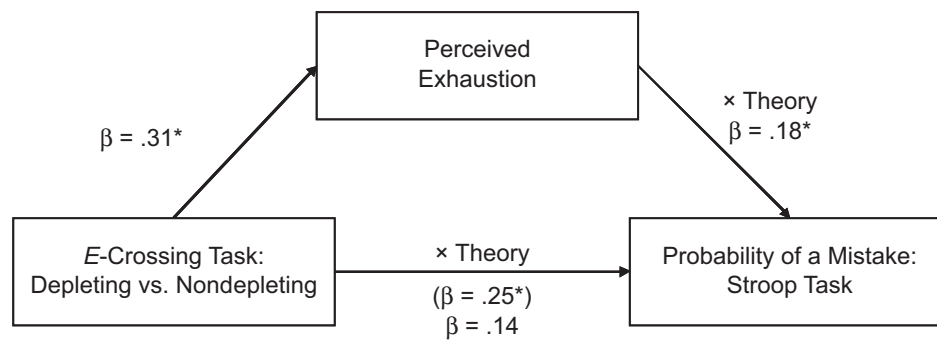 Perceived
Exhaustion
× Theory
β = .18*
β = .31*
E-Crossing Task:
Depleting vs. Nondepleting
× Theory
(β = .25*)
β = .14
Probability of a Mistake:
Stroop Task